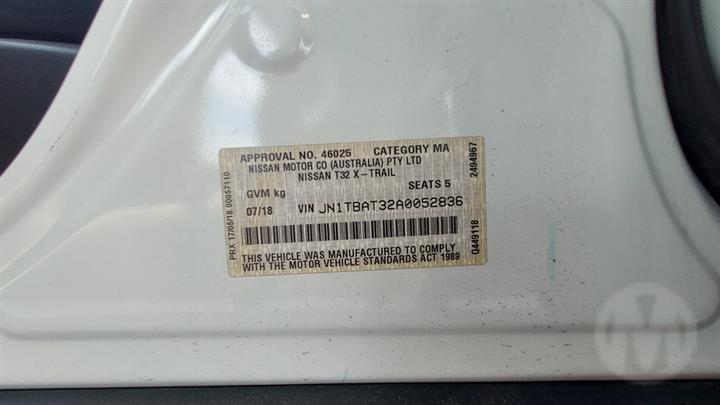 APPROVAL NO. 46025 CATEGORY MA
NISSAN MOTOR CO (AUSTRALIA) PTY LTD
NISSAN T32 X-TRAIL
GVM kg SEATS 5
07/18 VIN JN1TBAT32A0052836
THIS VEHICLE WAS MANUFACTURED TO COMPLY
WITH THE MOTOR VEHICLE STANDARDS ACT 1989
PRX 17/05/18 00057110
2494967
0449118